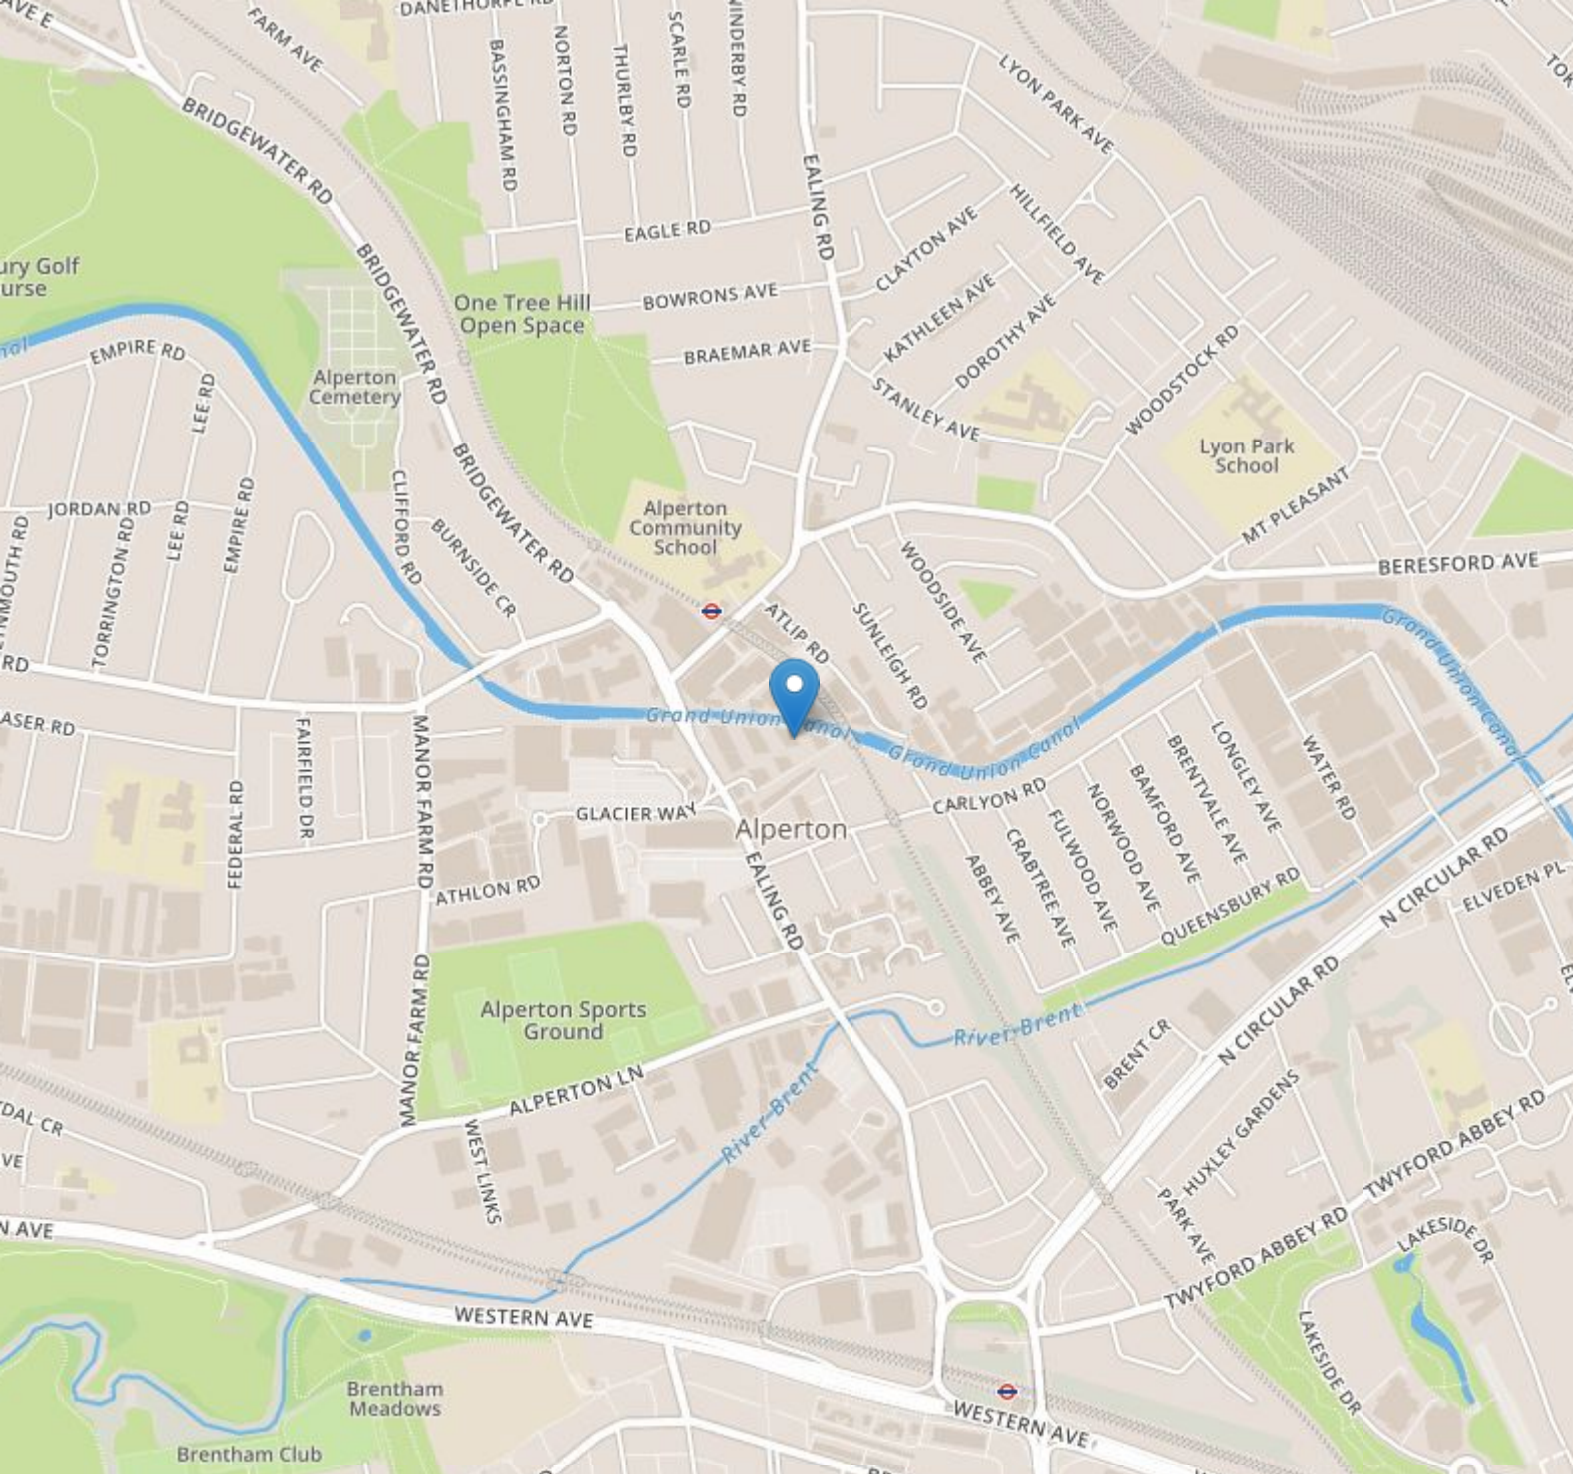 AVE E
FARM AVE
DANETHORPE RD
BASSINGHAM RD
NORTON RD
THURLBY RD
SCARLE RD
WINDERBY RD
LYON PARK AVE
BRIDGEWATER RD
EALING RD
HILLFIELD AVE
EAGLE RD
CLAYTON AVE
BRIDGEWATER RD
ury Golf
urse
One Tree Hill
Open Space
BOWRONS AVE
KATHLEEN AVE
DOROTHY AVE
BRAEMAR AVE
nal
EMPIRE RD
LEE RD
Alperton
Cemetery
STANLEY AVE
WOODSTOCK RD
Lyon Park
School
BRIDGEWATER RD
JORDAN RD
LEE RD
EMPIRE RD
CLIFFORD RD
BURNSIDE CR
Alperton
Community
School
MT PLEASANT
BERESFORD AVE
YNMOUTH RD
TORRINGTON RD
WOODSIDE AVE
SUNLEIGH RD
ATLIP RD
Grand Union Canal
RD
ASER RD
FAIRFIELD DR
MANOR FARM RD
Grand Union Canal
Grand Union Canal
LONGLEY AVE
BRENTVALE AVE
BAMFORD AVE
NORWOOD AVE
FULWOOD AVE
CRABTREE AVE
ABBEY AVE
WATER RD
CARLYON RD
GLACIER WAY
Alperton
FEDERAL RD
ATHLON RD
EALING RD
QUEENSBURY RD
N CIRCULAR RD
ELVEDEN PL
MANOR FARM RD
Alperton Sports
Ground
N CIRCULAR RD
River Brent
BRENT CR
ALPERTON LN
River Brent
WEST LINKS
HUXLEY GARDENS
PARK AVE
TWYFORD ABBEY RD
TWYFORD ABBEY RD
LAKESIDE DR
LAKESIDE DR
KDAL CR
VE
N AVE
WESTERN AVE
Brentham
Meadows
WESTERN AVE
Brentham Club